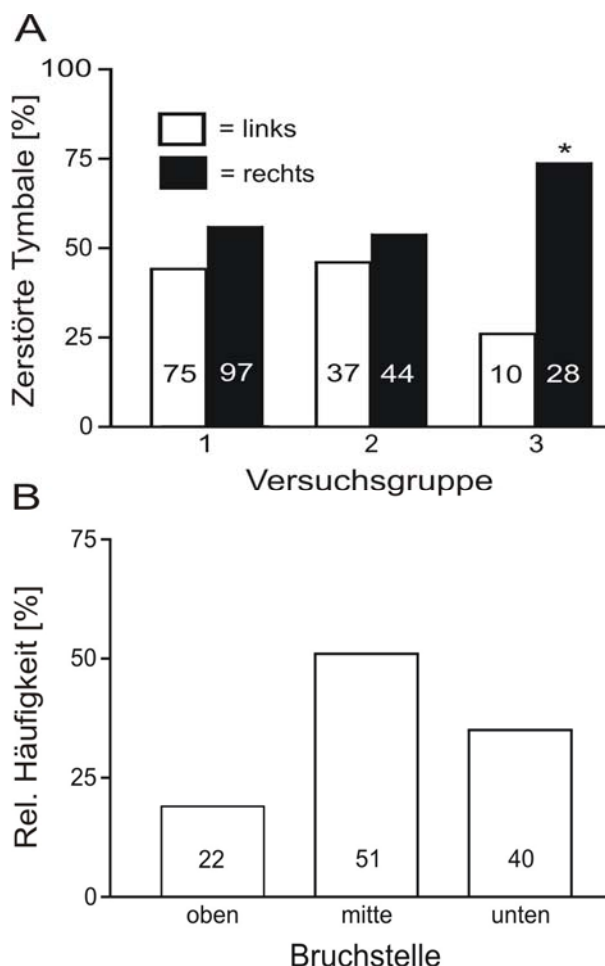 A
Zerstörte Tymbale [%]
100
75
50
25
0
= links
= rechts
*
75 97 37 44 10 28
1 2 3
Versuchsgruppe
B
Rel. Häufigkeit [%]
75
50
25
0
22 51 40
oben mitte unten
Bruchstelle